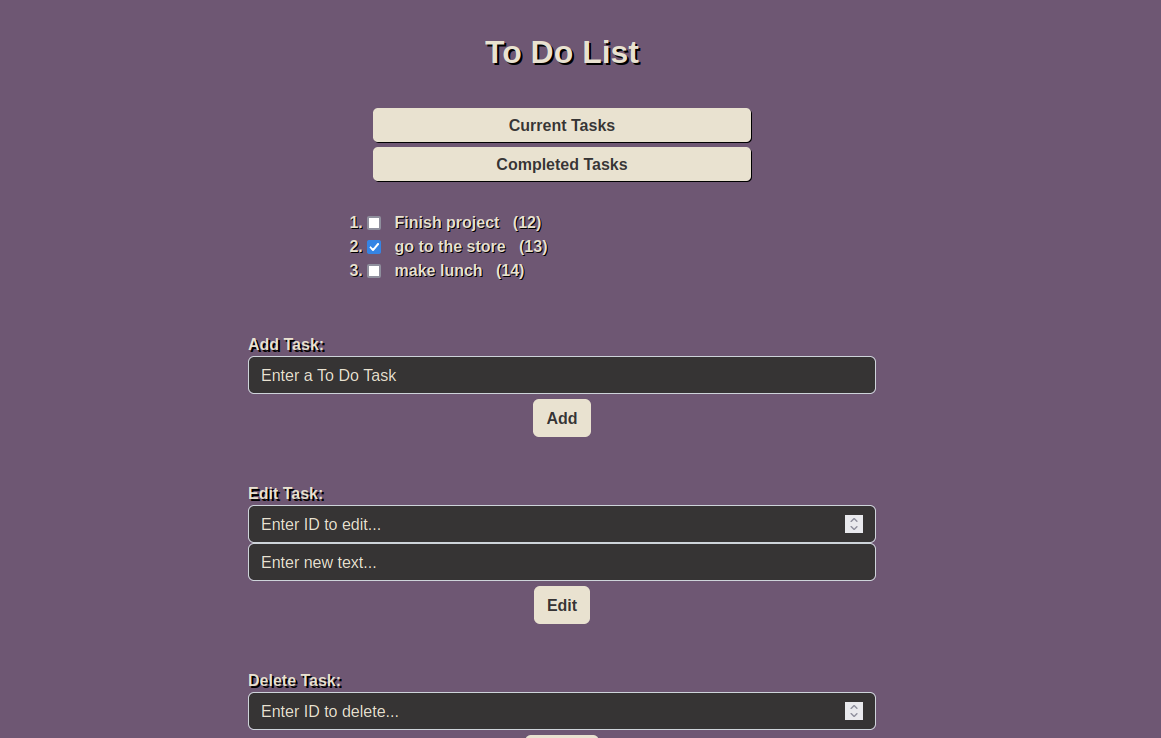 To Do List
Current Tasks
Completed Tasks
1. Finish project (12)
2. go to the store (13)
3. make lunch (14)
Add Task:
Enter a To Do Task
Add
Edit Task:
Enter ID to edit...
Enter new text...
Edit
Delete Task:
Enter ID to delete...